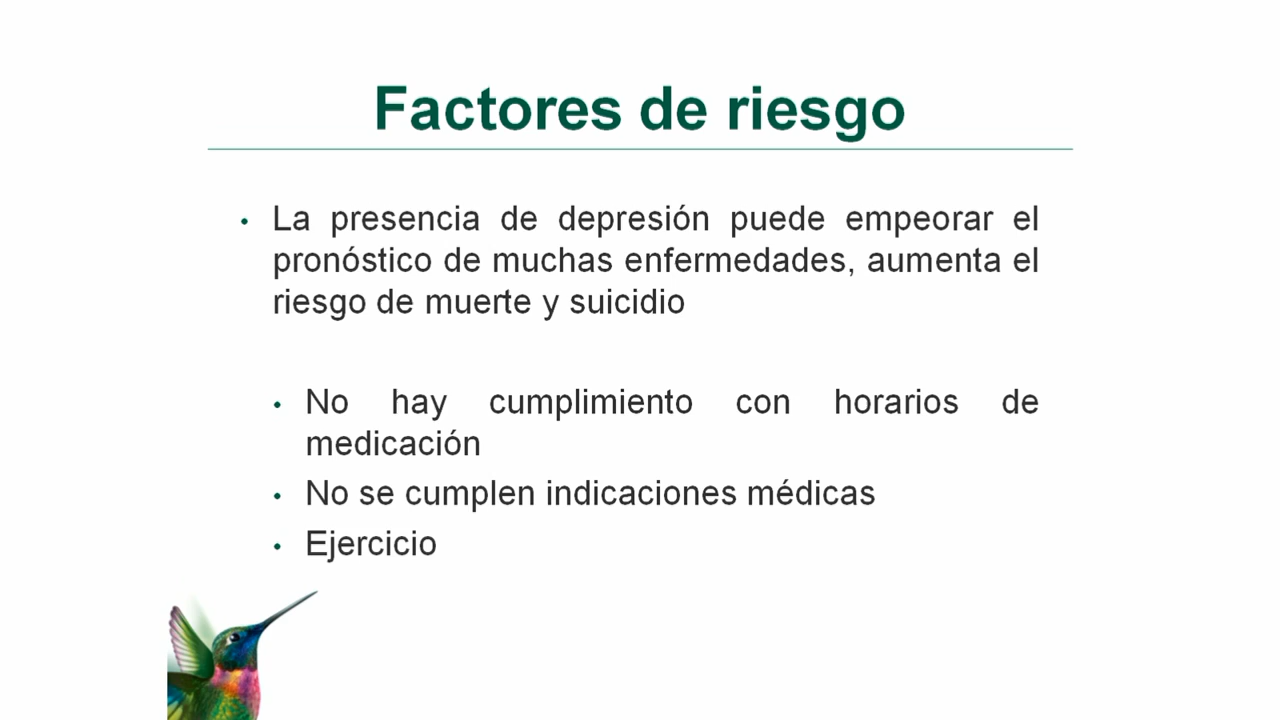 Factores de riesgo
• La presencia de depresión puede empeorar el
pronóstico de muchas enfermedades, aumenta el
riesgo de muerte y suicidio
• No hay cumplimiento con horarios de
medicación
• No se cumplen indicaciones médicas
• Ejercicio